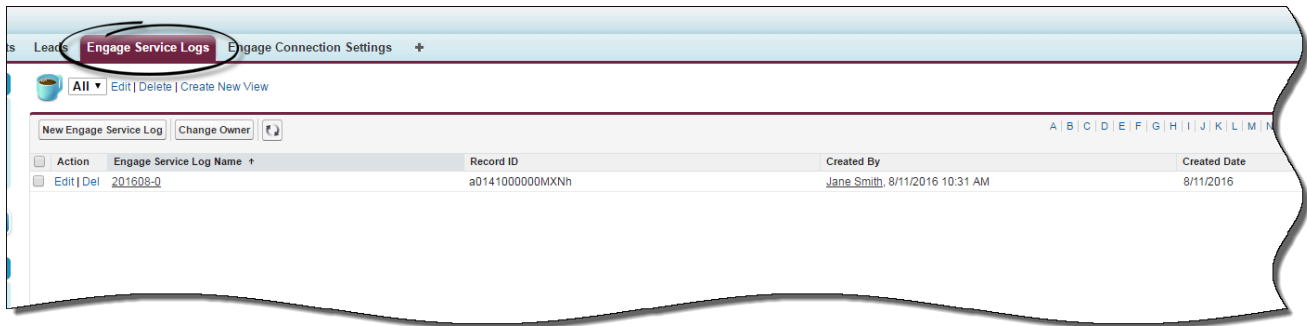 ts Leads Engage Service Logs Engage Connection Settings +
All ▼ Edit | Delete | Create New View
New Engage Service Log Change Owner A | B | C | D | E | F | G | H | I | J | K | L | M | N
Action Engage Service Log Name ↑ Record ID Created By Created Date
Edit | Del 201608-0 a0141000000MXNh Jane Smith, 8/11/2016 10:31 AM 8/11/2016